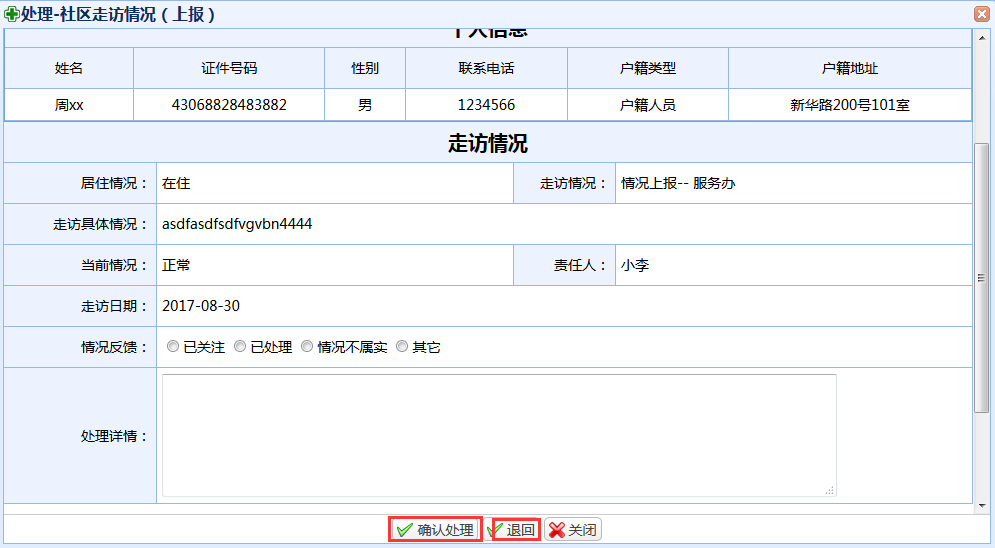 处理-社区走访情况（上报）
个人信息
姓名 证件号码 性别 联系电话 户籍类型 户籍地址
周xx 43068828483882 男 1234566 户籍人员 新华路200号101室
走访情况
居住情况： 在住 走访情况： 情况上报-- 服务办
走访具体情况： asdfasdfsdfvgvbn4444
当前情况： 正常 责任人： 小李
走访日期： 2017-08-30
情况反馈： 已关注 已处理 情况不属实 其它
处理详情：
确认处理 退回 关闭